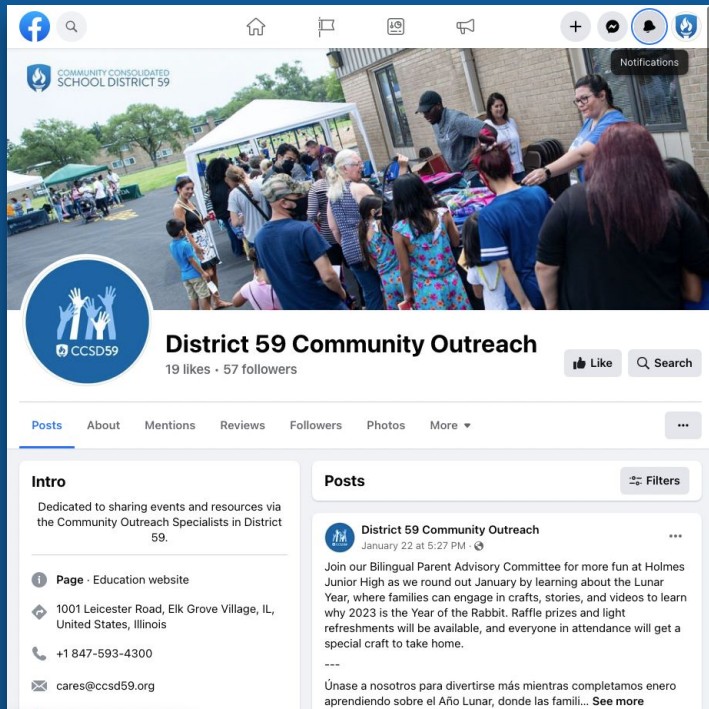 Notifications
COMMUNITY CONSOLIDATED
SCHOOL DISTRICT 59
CCSD59
District 59 Community Outreach
19 likes · 57 followers
Like
Search
Posts
About
Mentions
Reviews
Followers
Photos
More
Intro
Dedicated to sharing events and resources via
the Community Outreach Specialists in District
59.
Page · Education website
1001 Leicester Road, Elk Grove Village, IL,
United States, Illinois
+1 847-593-4300
cares@ccsd59.org
Posts
Filters
District 59 Community Outreach
January 22 at 5:27 PM ·
Join our Bilingual Parent Advisory Committee for more fun at Holmes
Junior High as we round out January by learning about the Lunar
Year, where families can engage in crafts, stories, and videos to learn
why 2023 is the Year of the Rabbit. Raffle prizes and light
refreshments will be available, and everyone in attendance will get a
special craft to take home.
---
Únase a nosotros para divertirse más mientras completamos enero
aprendiendo sobre el Año Lunar, donde las famili... See more